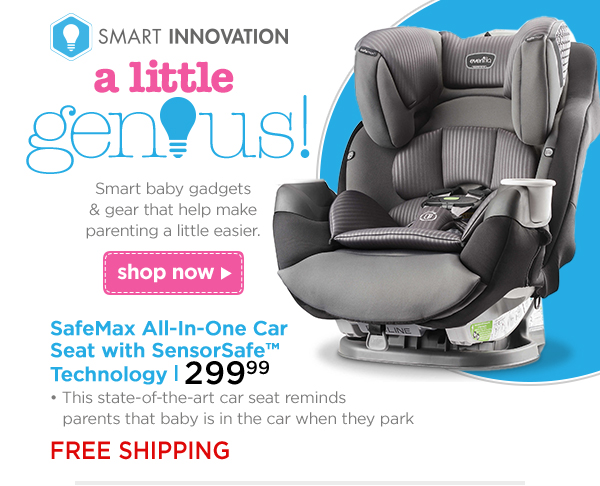 SMART INNOVATION
a little
genius!
Smart baby gadgets
& gear that help make
parenting a little easier.
shop now
SafeMax All-In-One Car
Seat with SensorSafe™
Technology | 299⁹⁹
• This state-of-the-art car seat reminds
parents that baby is in the car when they park
FREE SHIPPING
evenflo
LINE